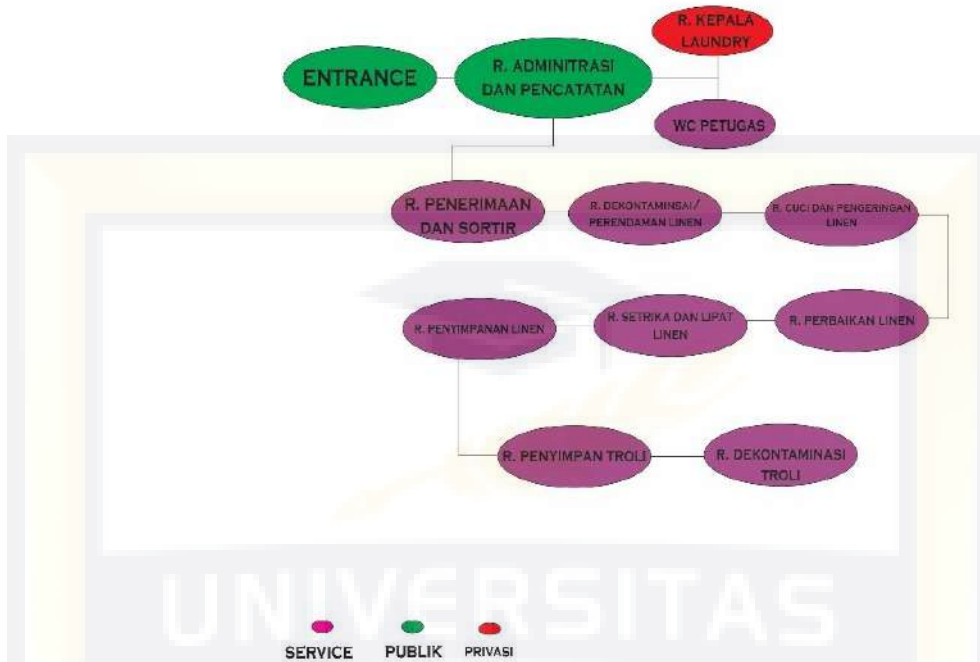 R. KEPALA
LAUNDRY
ENTRANCE
R. ADMINITRASI
DAN PENCATATAN
WC PETUGAS
R. PENERIMAAN
DAN SORTIR
R. DEKONTAMINSAI/
PERENDAMAN LINEN
R. CUCI DAN PENGERINGAN
LINEN
R. PENYIMPANAN LINEN
R. SETRIKA DAN LIPAT
LINEN
R. PERBAIKAN LINEN
R. PENYIMPAN TROLI
R. DEKONTAMINASI
TROLI
UNIVERSITAS
SERVICE
PUBLIK
PRIVASI